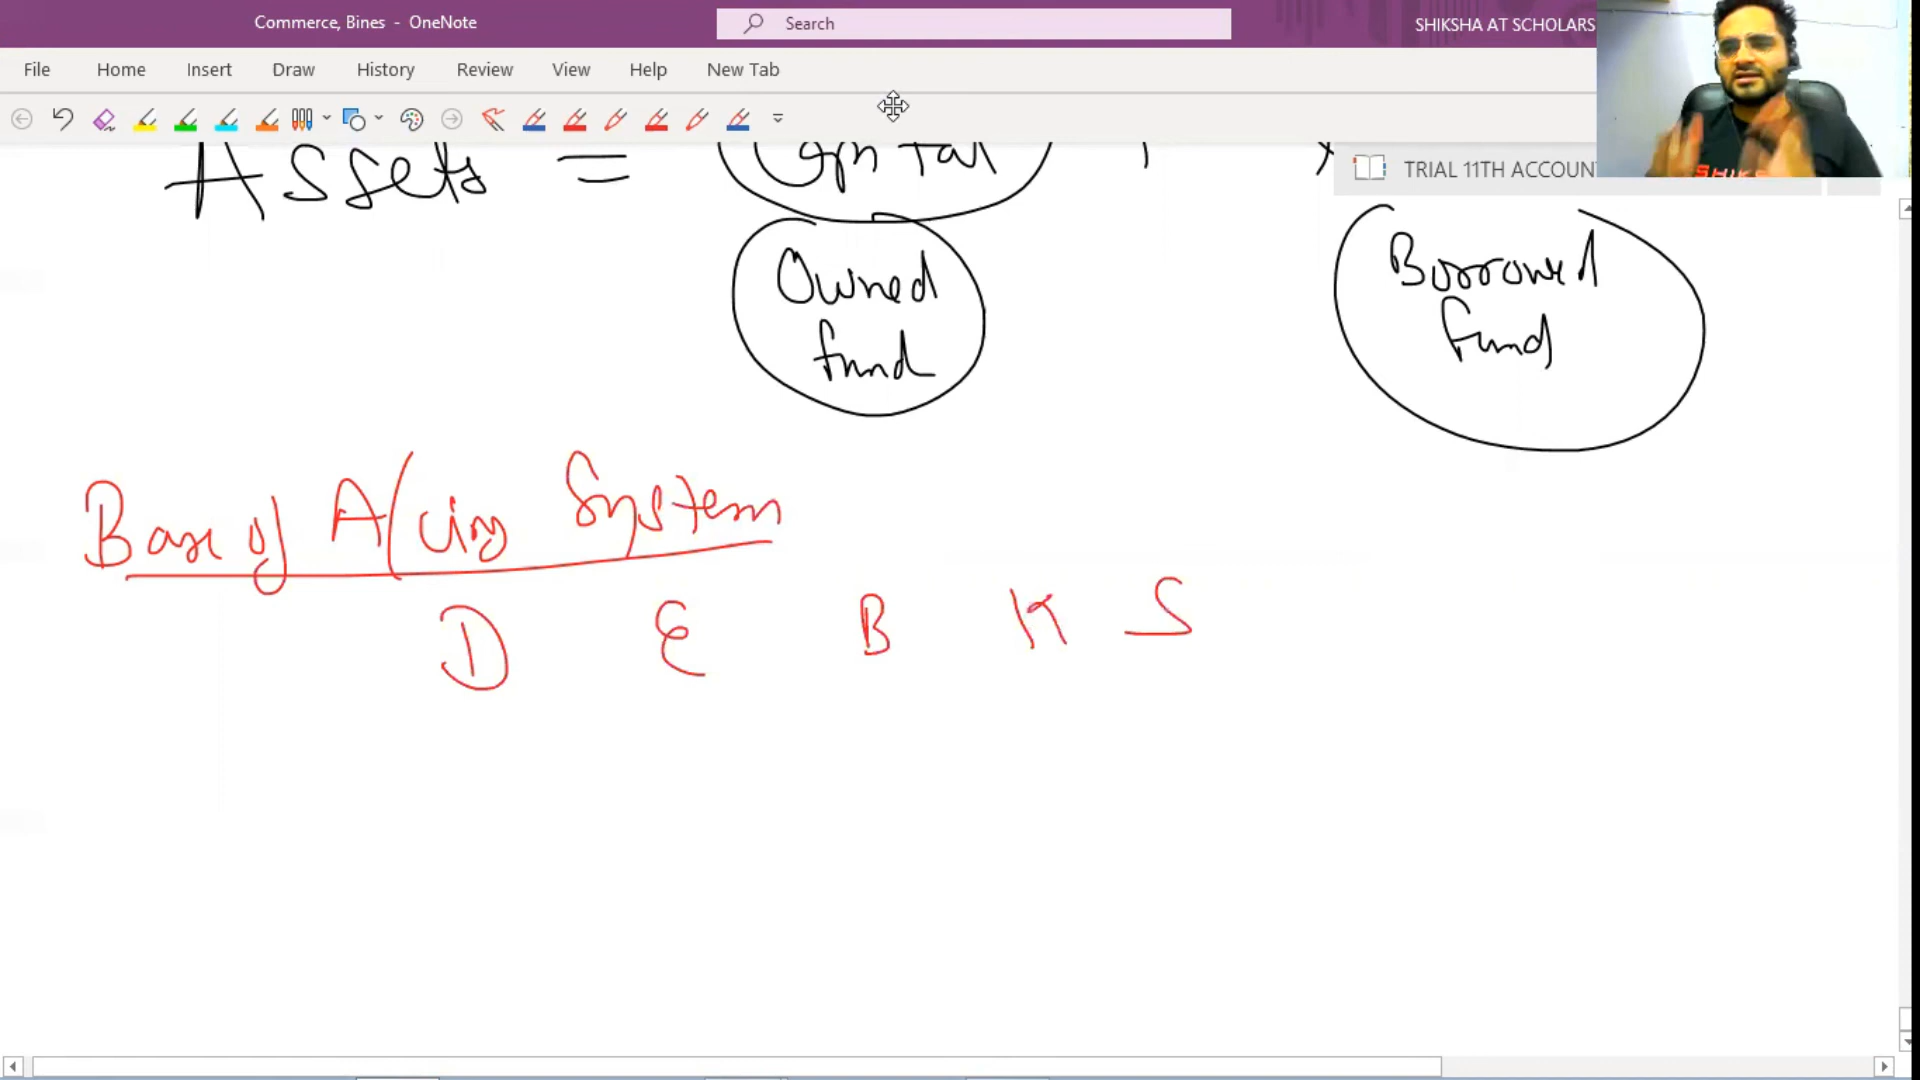 Commerce, Bines - OneNote
Search
SHIKSHA AT SCHOLARS
File Home Insert Draw History Review View Help New Tab
TRIAL 11TH ACCOUN
Assets = Capital
Owned
fund
Borrowed
fund
Base of A/cing System
D E B K S